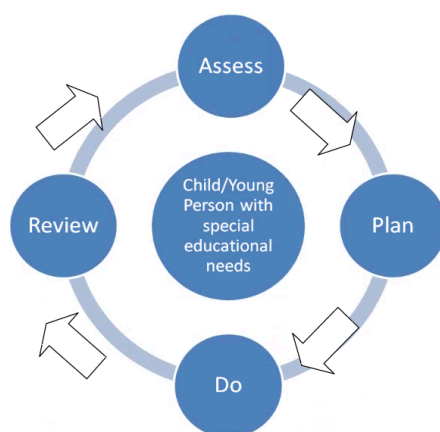 Assess
Child/Young
Person with
special
educational
needs
Review
Plan
Do